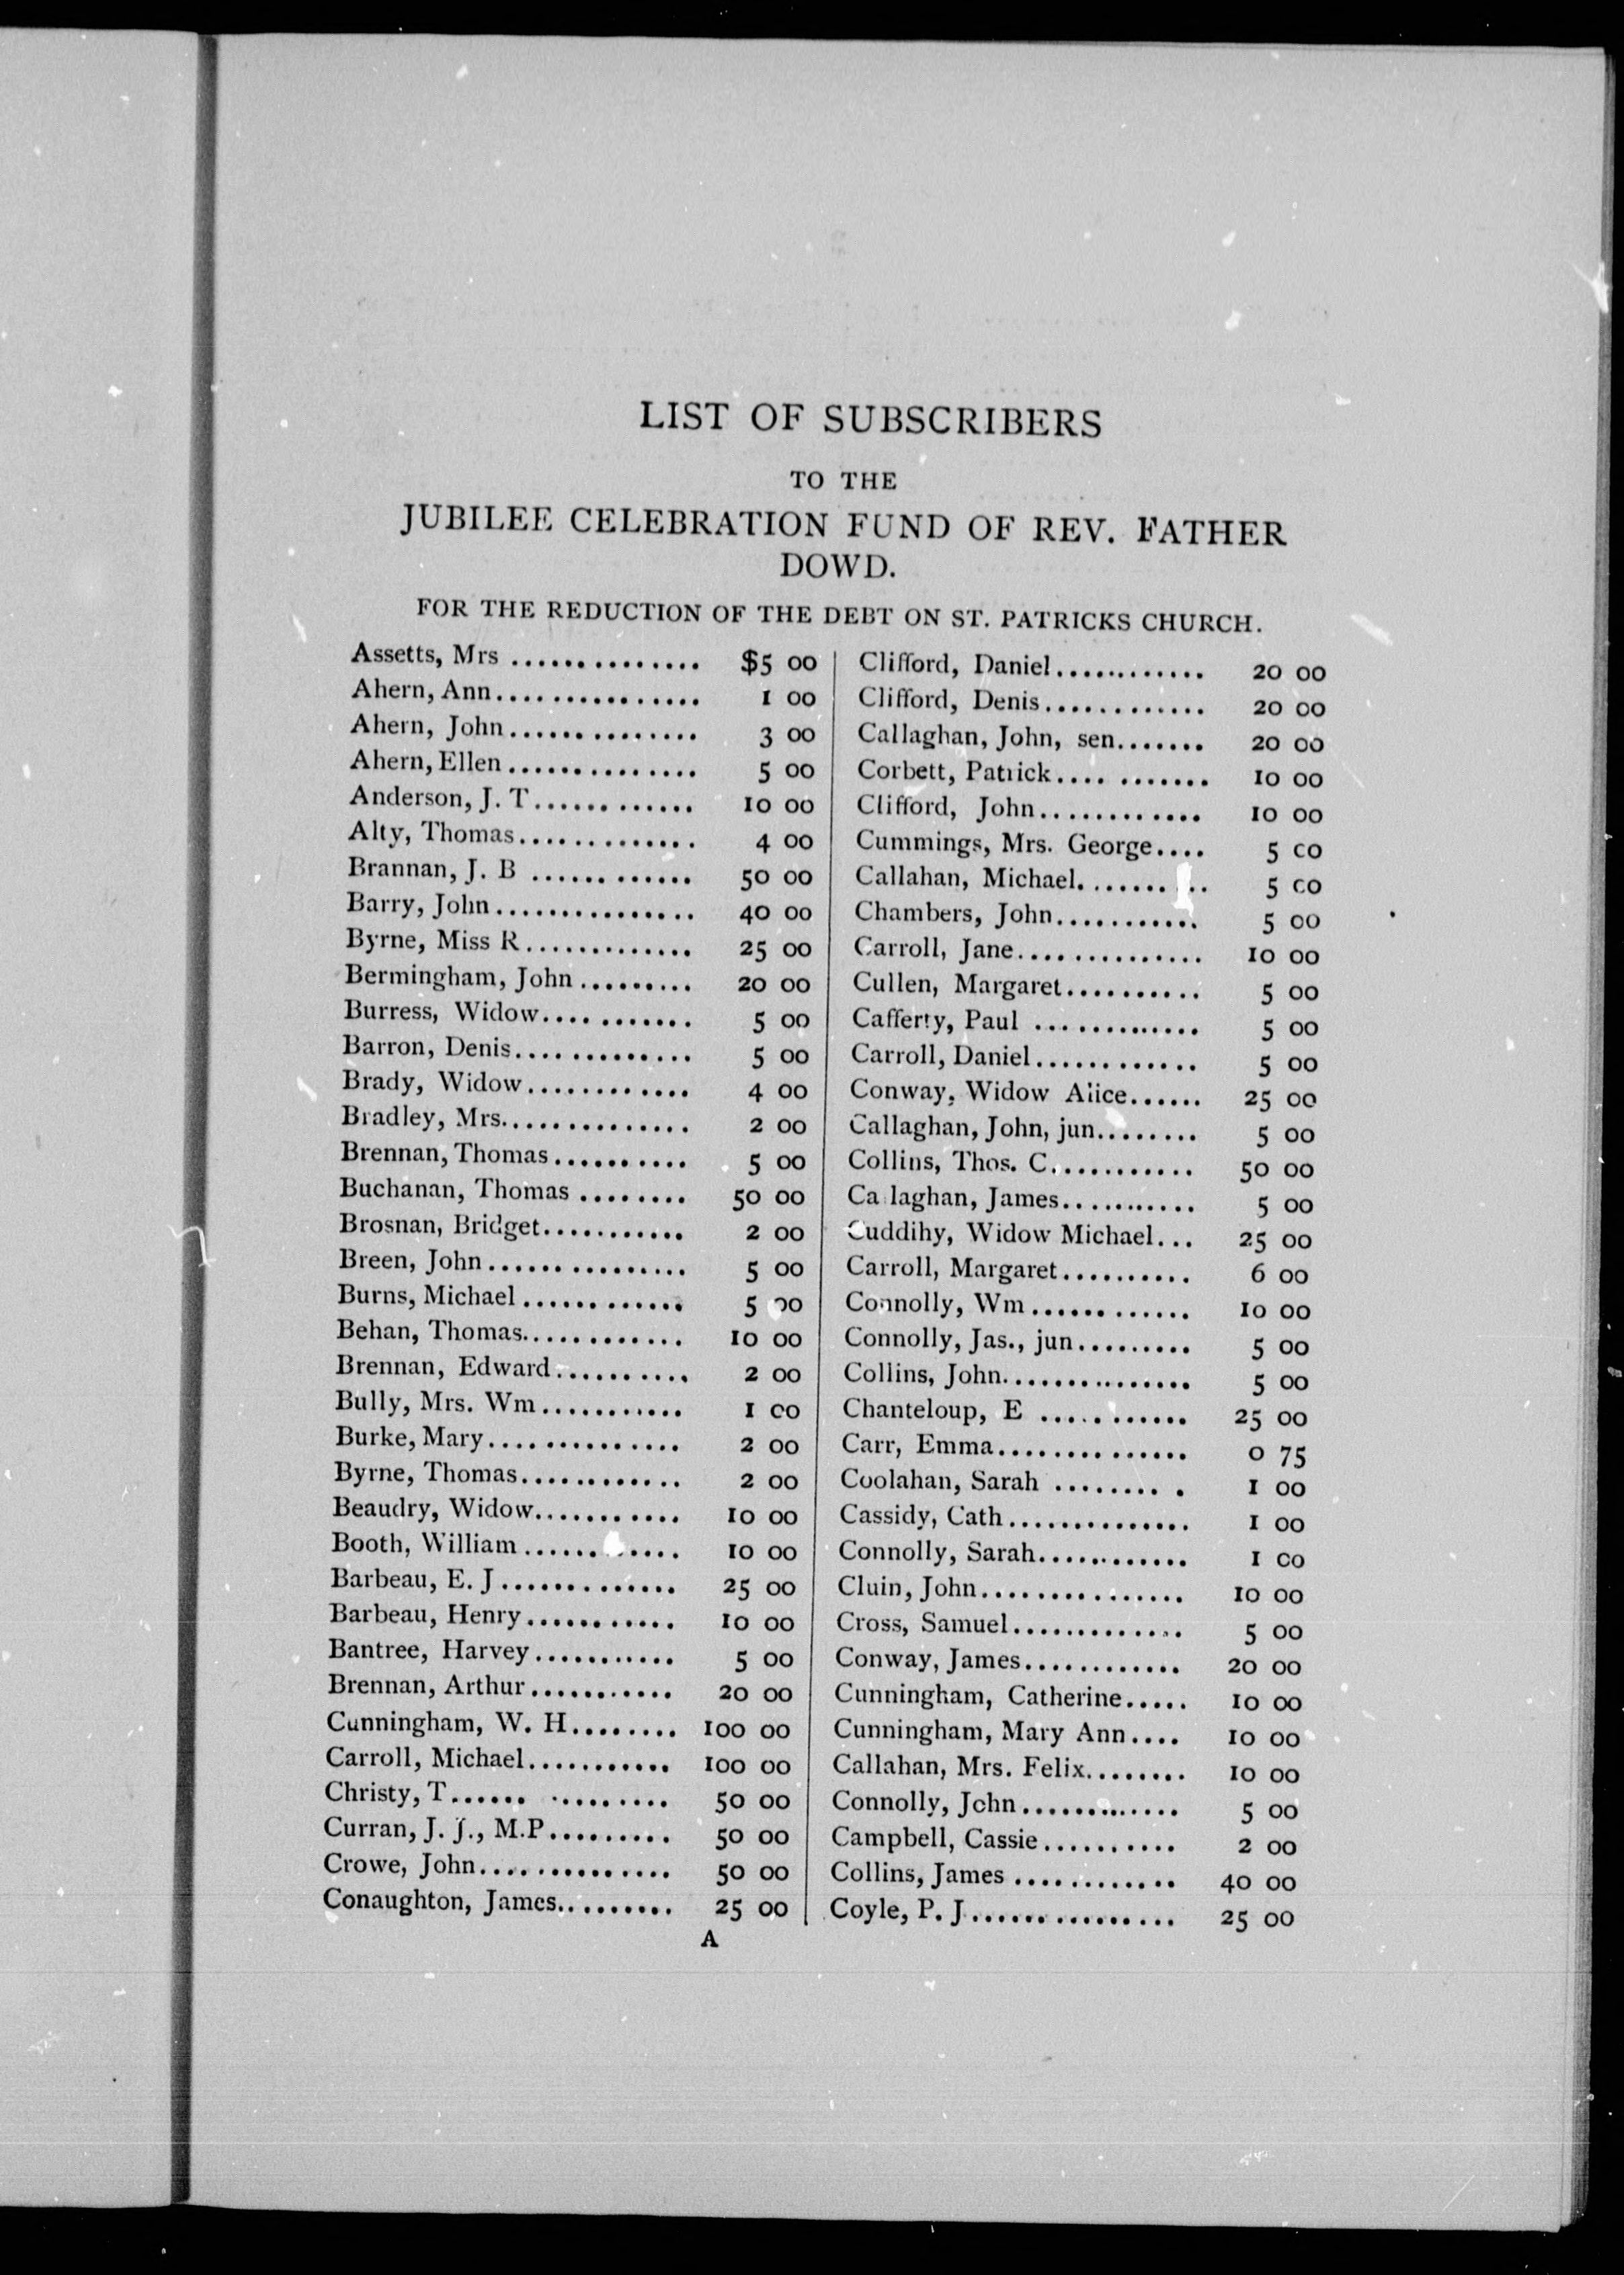 LIST OF SUBSCRIBERS
TO THE
JUBILEE CELEBRATION FUND OF REV. FATHER
DOWD.
FOR THE REDUCTION OF THE DEBT ON ST. PATRICKS CHURCH.
Assetts, Mrs .............. $5 00
Ahern, Ann................ 1 00
Ahern, John.............. 3 00
Ahern, Ellen.............. 5 00
Anderson, J. T............ 10 00
Alty, Thomas............. 4 00
Brannan, J. B ............ 50 00
Barry, John............... 40 00
Byrne, Miss R............. 25 00
Bermingham, John ......... 20 00
Burress, Widow........... 5 00
Barron, Denis............. 5 00
Brady, Widow............ 4 00
Bradley, Mrs.............. 2 00
Brennan, Thomas.......... 5 00
Buchanan, Thomas ........ 50 00
Brosnan, Bridget........... 2 00
Breen, John............... 5 00
Burns, Michael............ 5 00
Behan, Thomas............ 10 00
Brennan, Edward.......... 2 00
Bully, Mrs. Wm........... 1 00
Burke, Mary............... 2 00
Byrne, Thomas............ 2 00
Beaudry, Widow........... 10 00
Booth, William............ 10 00
Barbeau, E. J............. 25 00
Barbeau, Henry........... 10 00
Bantree, Harvey........... 5 00
Brennan, Arthur........... 20 00
Cunningham, W. H........ 100 00
Carroll, Michael........... 100 00
Christy, T...... ......... 50 00
Curran, J. J., M.P......... 50 00
Crowe, John.............. 50 00
Conaughton, James......... 25 00
A
Clifford, Daniel............ 20 00
Clifford, Denis............ 20 00
Callaghan, John, sen....... 20 00
Corbett, Patrick.... ....... 10 00
Clifford, John............ 10 00
Cummings, Mrs. George.... 5 00
Callahan, Michael......... 5 00
Chambers, John........... 5 00
Carroll, Jane.............. 10 00
Cullen, Margaret.......... 5 00
Cafferty, Paul ............ 5 00
Carroll, Daniel............ 5 00
Conway, Widow Alice...... 25 00
Callaghan, John, jun........ 5 00
Collins, Thos. C........... 50 00
Ca laghan, James........... 5 00
Cuddihy, Widow Michael... 25 00
Carroll, Margaret.......... 6 00
Connolly, Wm............ 10 00
Connolly, Jas., jun......... 5 00
Collins, John.............. 5 00
Chanteloup, E ........... 25 00
Carr, Emma.............. 0 75
Coolahan, Sarah ........ . 1 00
Cassidy, Cath.............. 1 00
Connolly, Sarah............ 1 00
Cluin, John................ 10 00
Cross, Samuel............. 5 00
Conway, James............ 20 00
Cunningham, Catherine..... 10 00
Cunningham, Mary Ann.... 10 00
Callahan, Mrs. Felix........ 10 00
Connolly, John............ 5 00
Campbell, Cassie.......... 2 00
Collins, James ............ 40 00
Coyle, P. J............... 25 00